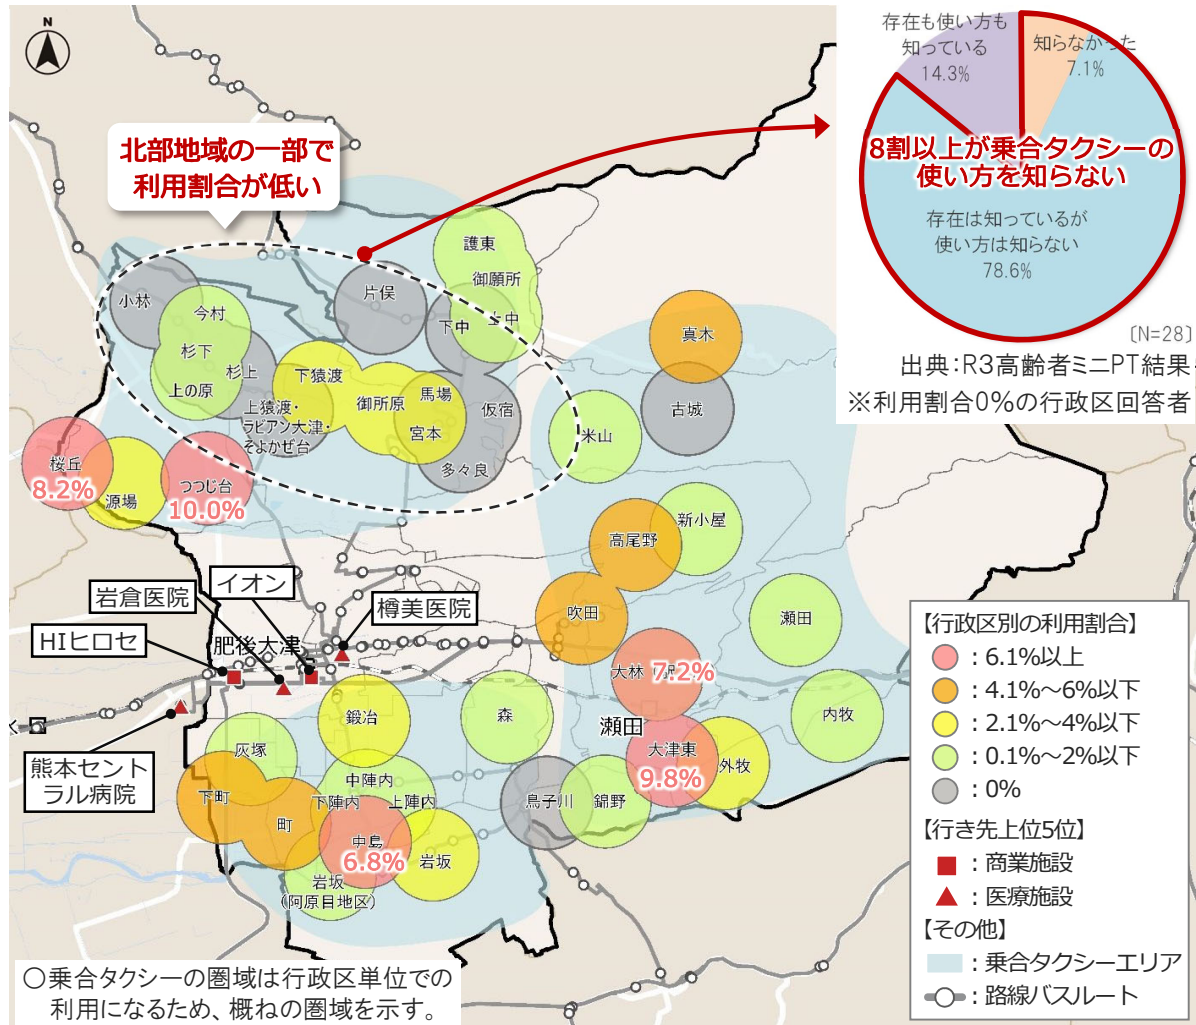 N
北部地域の一部で
利用割合が低い
存在も使い方も
知っている
14.3%
知らなかった
7.1%
8割以上が乗合タクシーの
使い方を知らない
存在は知っているが
使い方は知らない
78.6%
〔N=28〕
出典:R3高齢者ミニPT結果
※利用割合0%の行政区回答者
護東
御願所
上中
下中
片俣
小林
今村
杉下
上の原
杉上
下猿渡
上猿渡・
ラビアン大津・
そよかぜ台
御所原
馬場
宮本
仮宿
多々良
真木
古城
米山
桜丘
8.2%
源場
つつじ台
10.0%
新小屋
高尾野
吹田
瀬田
大林
7.2%
内牧
瀬田
大津東
9.8%
外牧
イオン
岩倉医院
樽美医院
HIヒロセ
肥後大津
熊本セント
ラル病院
鍛冶
森
灰塚
中陣内
下陣内
上陣内
下町
町
中島
6.8%
岩坂
岩坂
(阿原目地区)
鳥子川
錦野
【行政区別の利用割合】
:6.1%以上
:4.1%～6%以下
:2.1%～4%以下
:0.1%～2%以下
:0%
【行き先上位5位】
:商業施設
:医療施設
【その他】
:乗合タクシーエリア
:路線バスルート
○乗合タクシーの圏域は行政区単位での
利用になるため、概ねの圏域を示す。